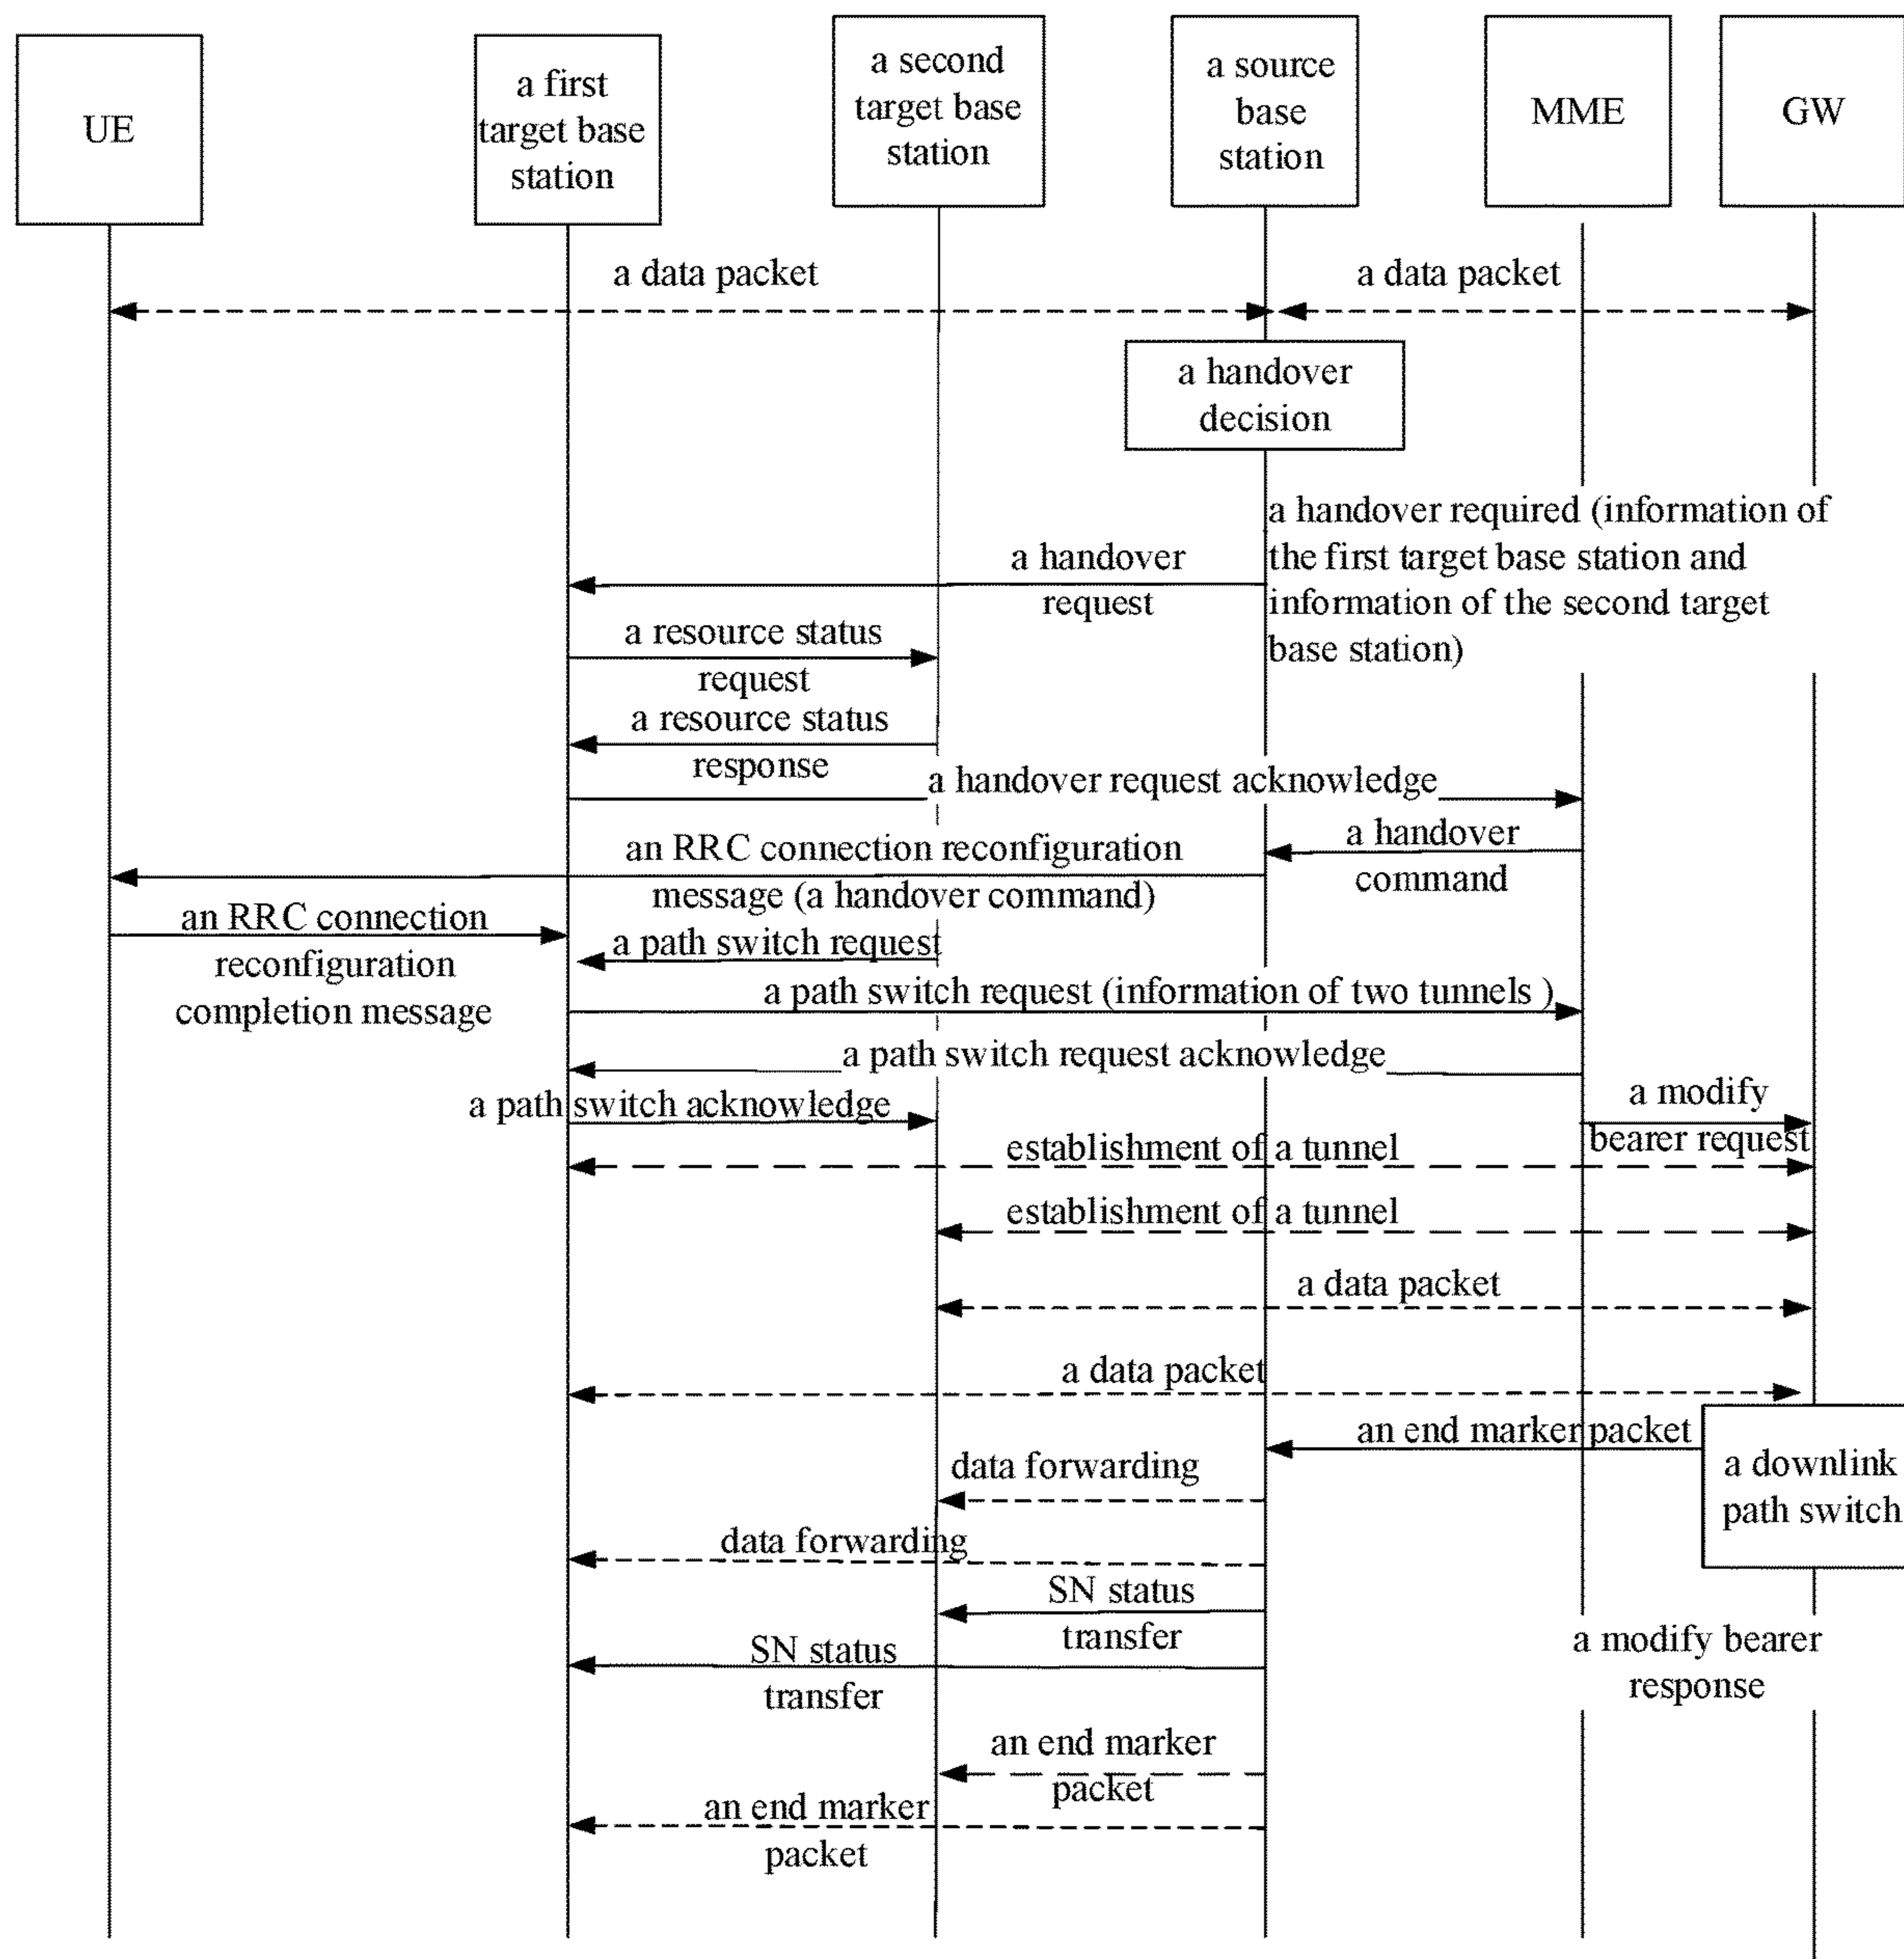 UE
a first
target base
station
a second
target base
station
a source
base
station
MME
GW
a data packet
a data packet
a handover
decision
a handover required (information of
the first target base station and
information of the second target
base station)
a handover
request
a resource status
request
a resource status
response
a handover request acknowledge
a handover
command
an RRC connection reconfiguration
message (a handover command)
an RRC connection
reconfiguration
completion message
a path switch request
a path switch request (information of two tunnels )
a path switch request acknowledge
a path switch acknowledge
a modify
bearer request
establishment of a tunnel
establishment of a tunnel
a data packet
a data packet
an end marker packet
a downlink
path switch
data forwarding
data forwarding
SN status
transfer
SN status
transfer
a modify bearer
response
an end marker
packet
an end marker
packet